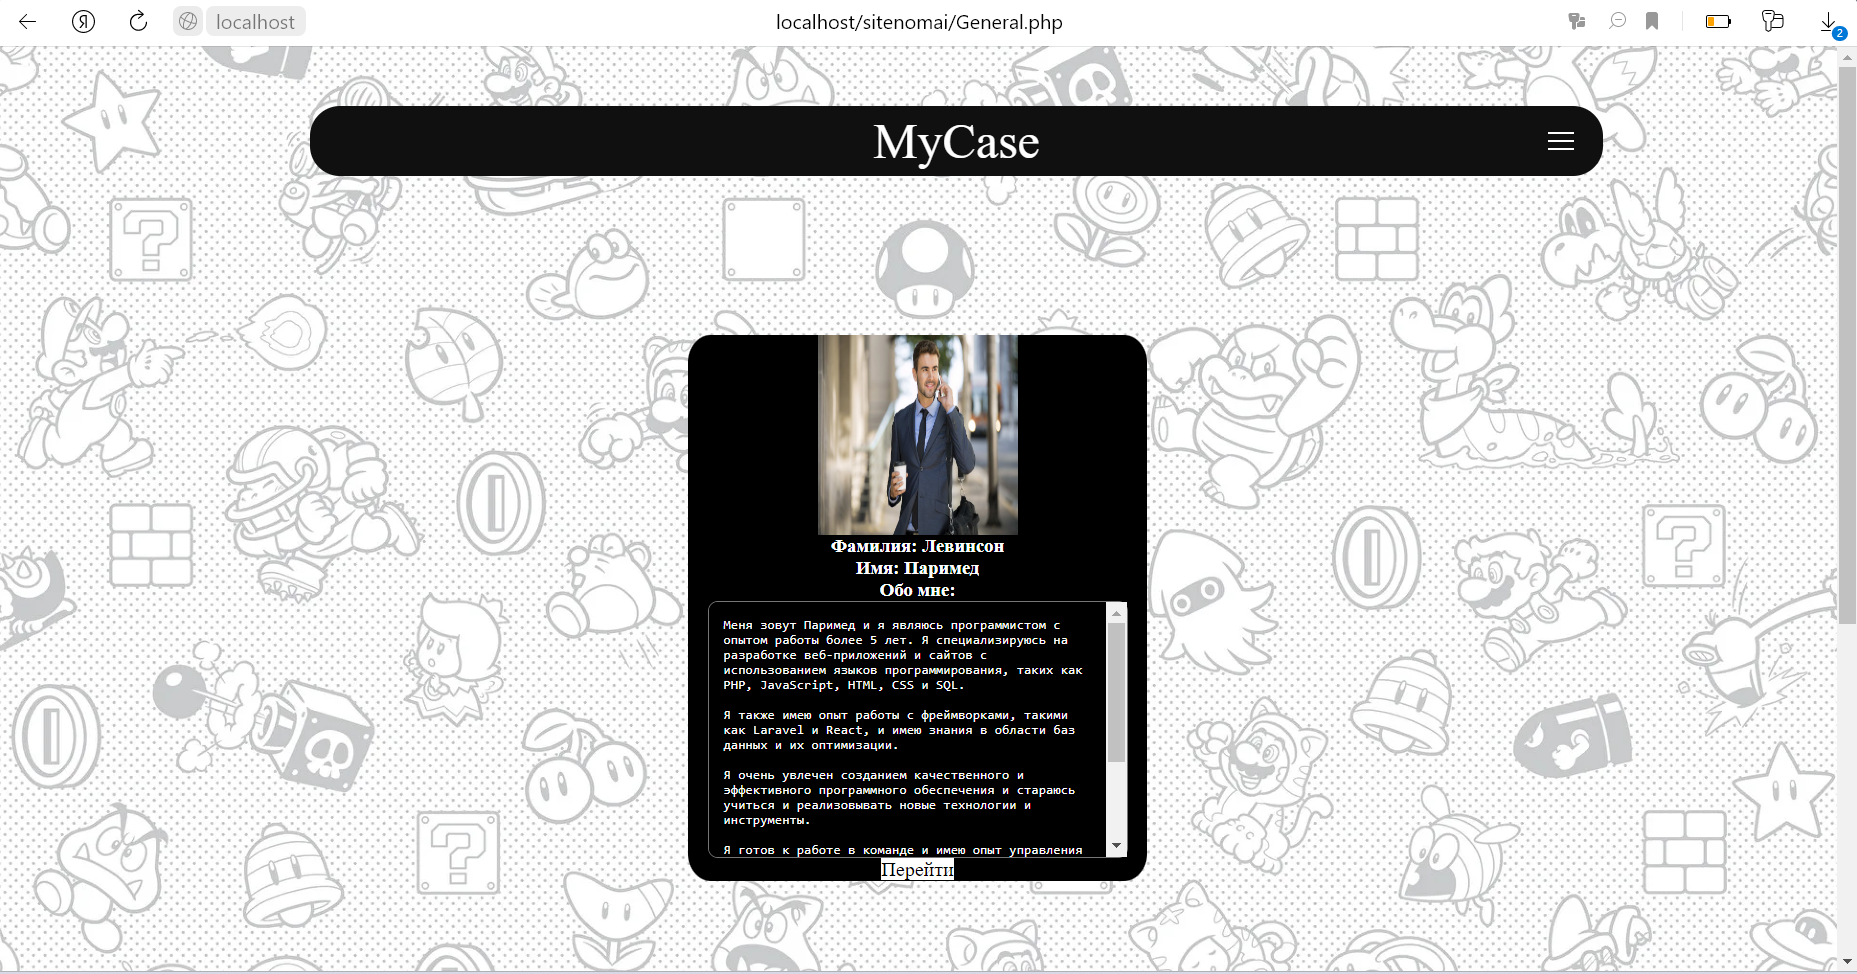 localhost
localhost/sitenomai/General.php
2
MyCase
Фамилия: Левинсон
Имя: Паримед
Обо мне:
Меня зовут Паримед и я являюсь программистом с
опытом работы более 5 лет. Я специализируюсь на
разработке веб-приложений и сайтов с
использованием языков программирования, таких как
PHP, JavaScript, HTML, CSS и SQL.
Я также имею опыт работы с фреймворками, такими
как Laravel и React, и имею знания в области баз
данных и их оптимизации.
Я очень увлечен созданием качественного и
эффективного программного обеспечения и стараюсь
учиться и реализовывать новые технологии и
инструменты.
Я готов к работе в команде и имею опыт управления
Перейти